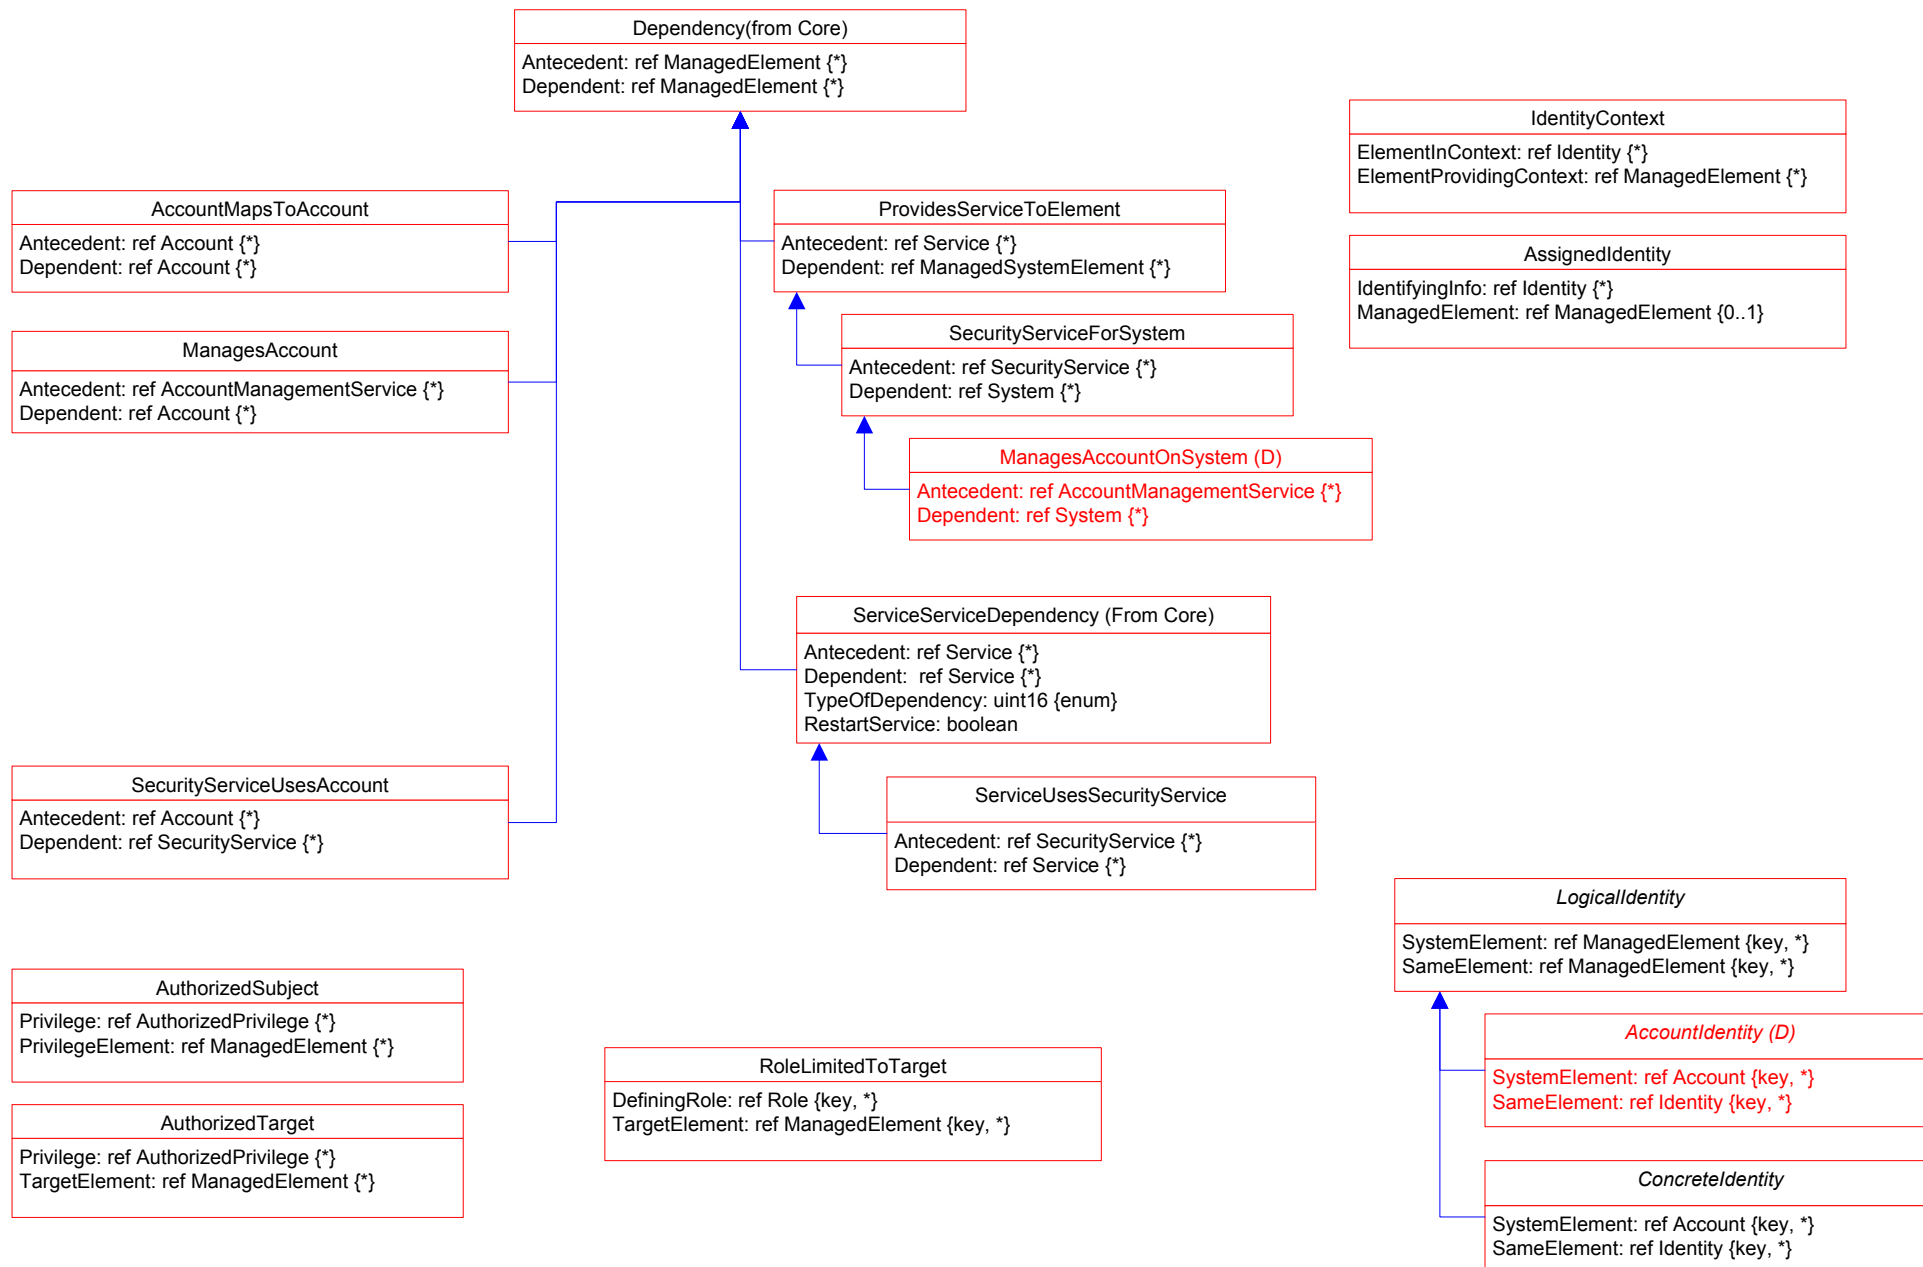 Dependency(from Core)
Antecedent: ref ManagedElement {*}
Dependent: ref ManagedElement {*}
IdentityContext
ElementInContext: ref Identity {*}
ElementProvidingContext: ref ManagedElement {*}
AccountMapsToAccount
Antecedent: ref Account {*}
Dependent: ref Account {*}
ProvidesServiceToElement
Antecedent: ref Service {*}
Dependent: ref ManagedSystemElement {*}
AssignedIdentity
IdentifyingInfo: ref Identity {*}
ManagedElement: ref ManagedElement {0..1}
ManagesAccount
Antecedent: ref AccountManagementService {*}
Dependent: ref Account {*}
SecurityServiceForSystem
Antecedent: ref SecurityService {*}
Dependent: ref System {*}
ManagesAccountOnSystem (D)
Antecedent: ref AccountManagementService {*}
Dependent: ref System {*}
ServiceServiceDependency (From Core)
Antecedent: ref Service {*}
Dependent:  ref Service {*}
TypeOfDependency: uint16 {enum}
RestartService: boolean
SecurityServiceUsesAccount
Antecedent: ref Account {*}
Dependent: ref SecurityService {*}
ServiceUsesSecurityService
Antecedent: ref SecurityService {*}
Dependent: ref Service {*}
LogicalIdentity
SystemElement: ref ManagedElement {key, *}
SameElement: ref ManagedElement {key, *}
AuthorizedSubject
Privilege: ref AuthorizedPrivilege {*}
PrivilegeElement: ref ManagedElement {*}
RoleLimitedToTarget
DefiningRole: ref Role {key, *}
TargetElement: ref ManagedElement {key, *}
AccountIdentity (D)
SystemElement: ref Account {key, *}
SameElement: ref Identity {key, *}
AuthorizedTarget
Privilege: ref AuthorizedPrivilege {*}
TargetElement: ref ManagedElement {*}
ConcreteIdentity
SystemElement: ref Account {key, *}
SameElement: ref Identity {key, *}